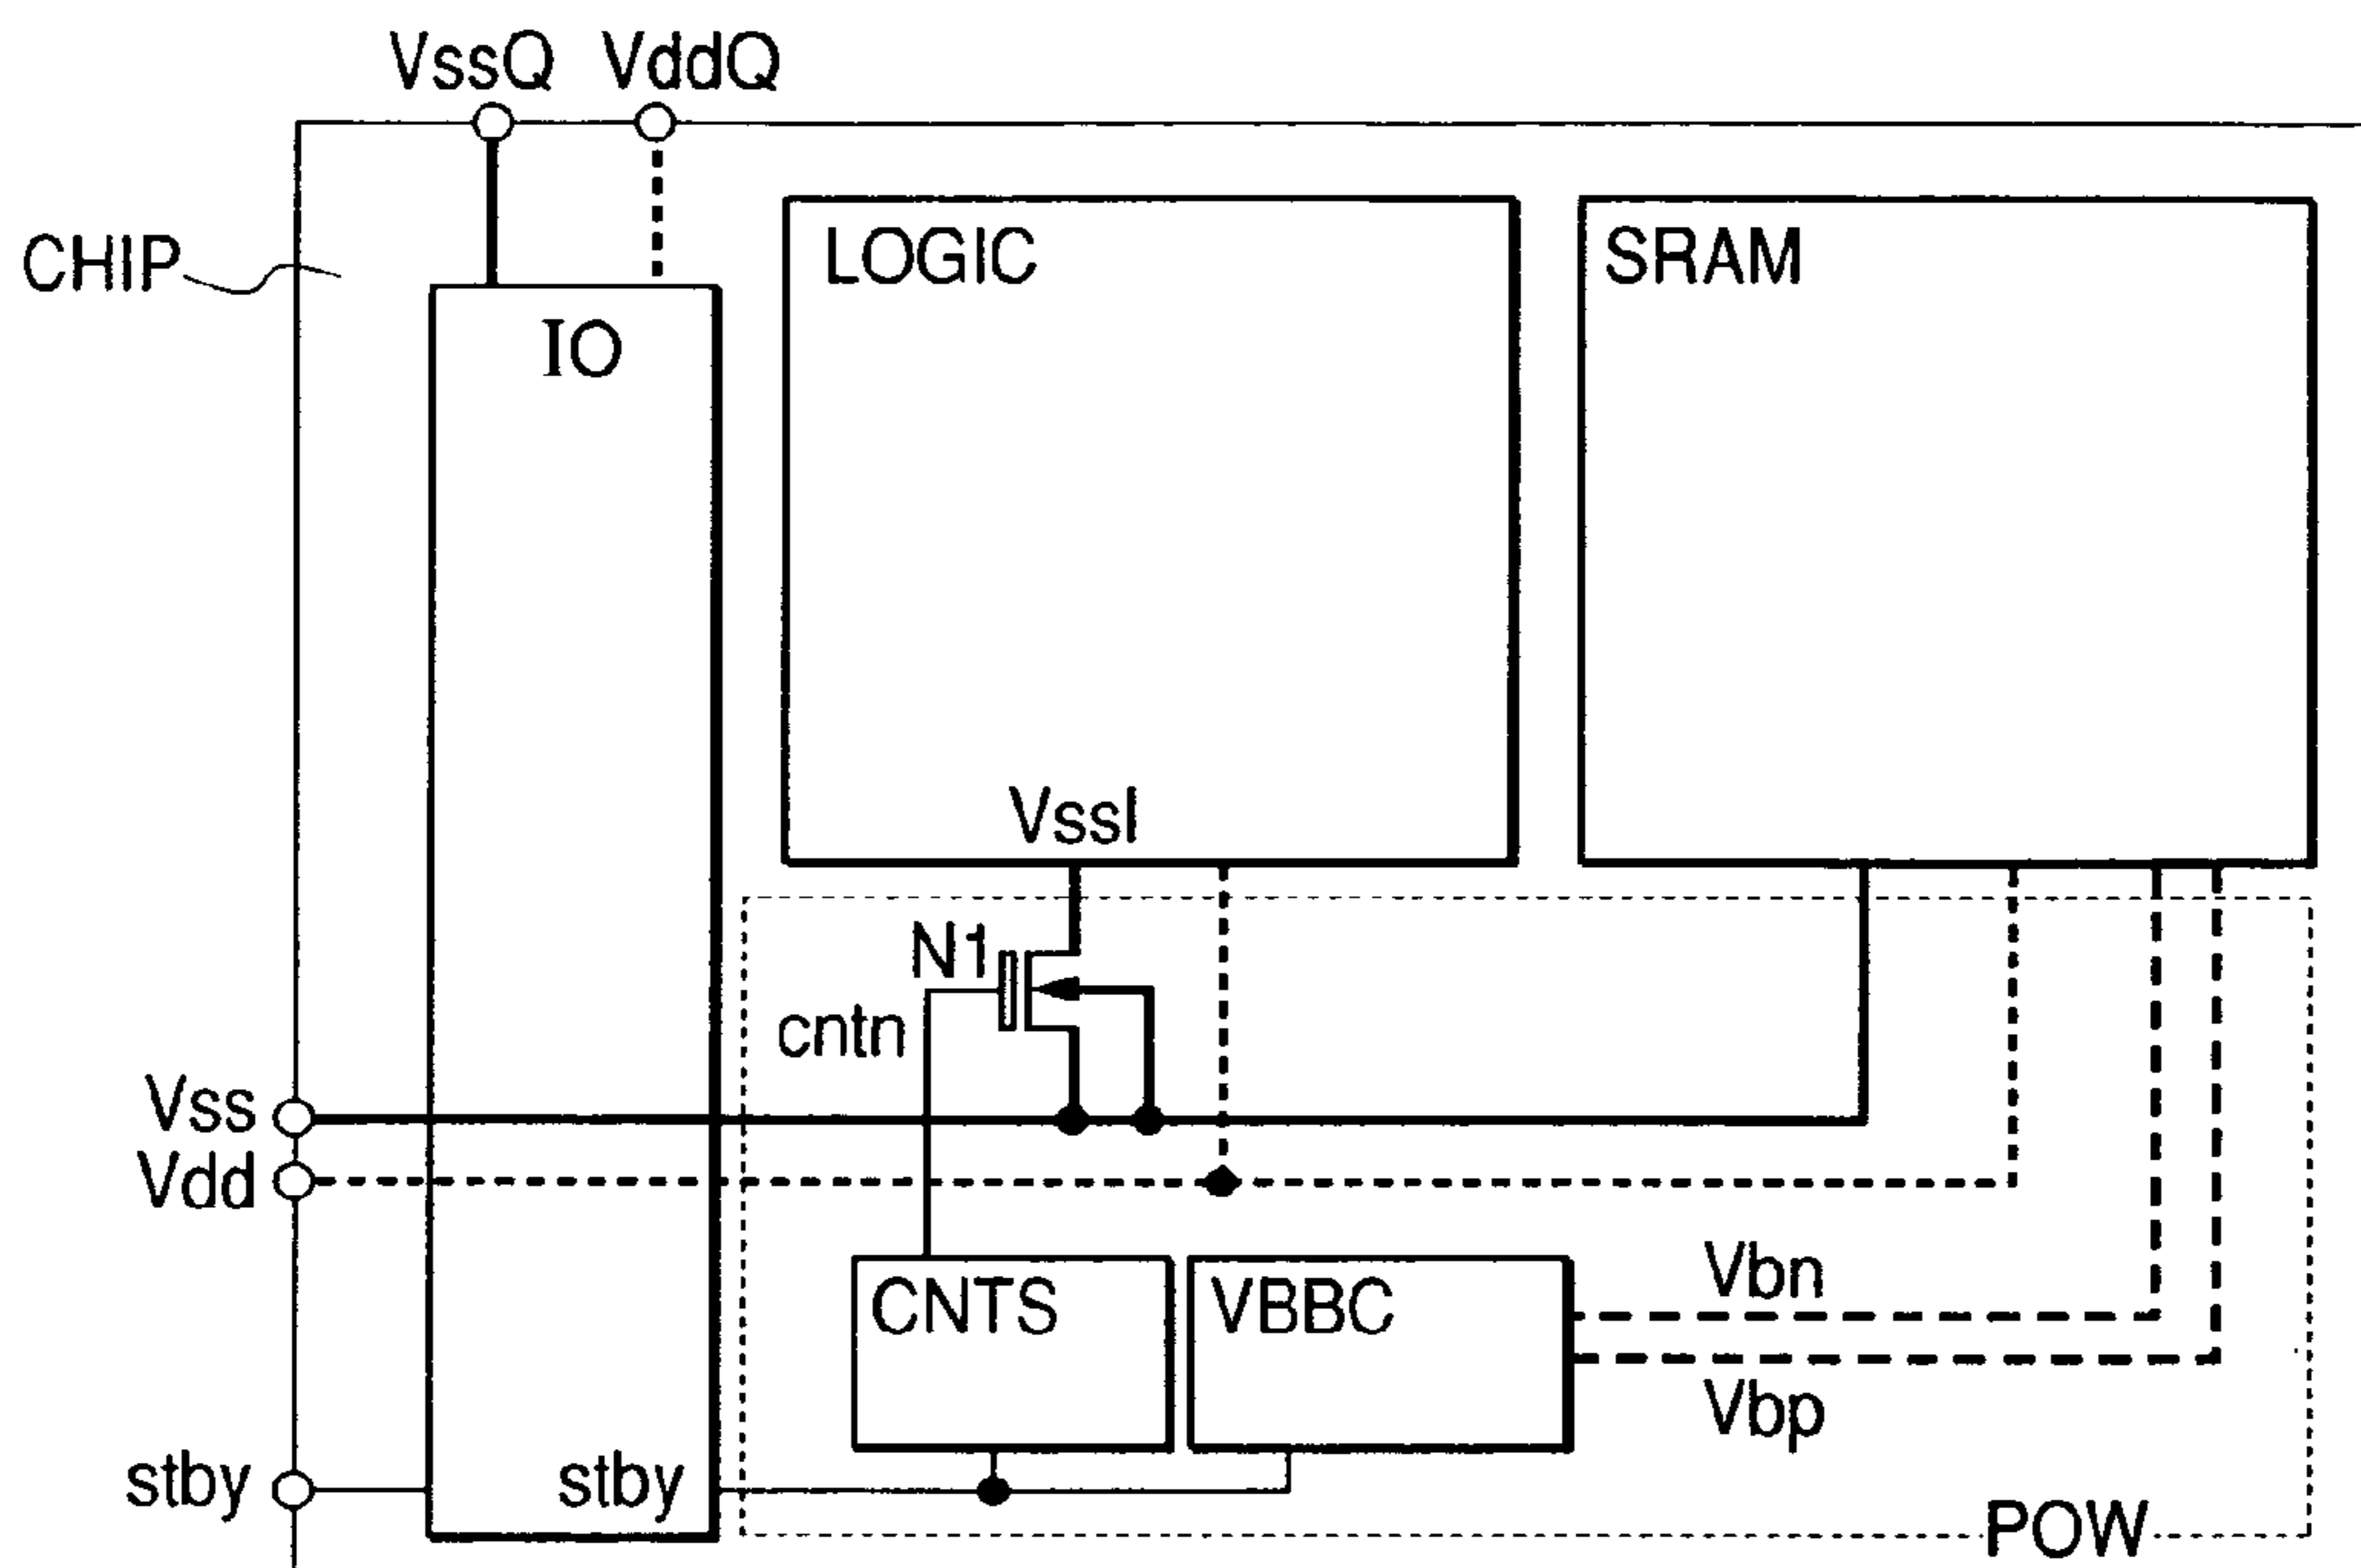 VssQ VddQ
CHIP
LOGIC
SRAM
IO
VssI
N1
cntn
Vss
Vdd
CNTS
VBBC
Vbn
Vbp
stby
stby
POW